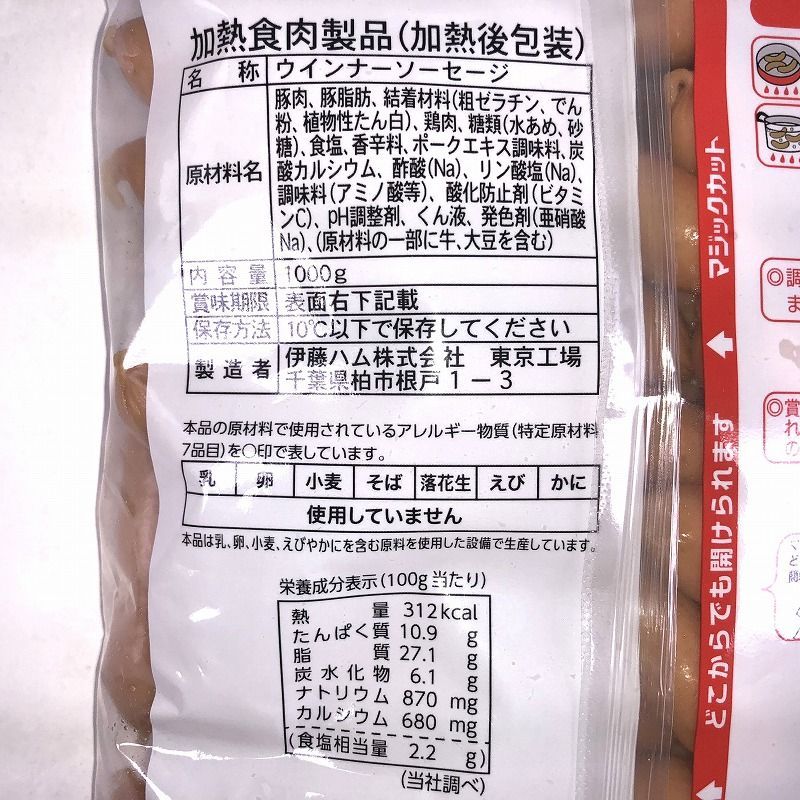 加熱食肉製品(加熱後包装)
名 称 ウインナーソーセージ
原材料名
豚肉、豚脂肪、結着材料(粗ゼラチン、でん
粉、植物性たん白)、鶏肉、糖類(水あめ、砂
糖)、食塩、香辛料、ポークエキス調味料、炭
酸カルシウム、酢酸(Na)、リン酸塩(Na)、
調味料(アミノ酸等)、酸化防止剤(ビタミ
ンC)、pH調整剤、くん液、発色剤(亜硝酸
Na)、(原材料の一部に牛、大豆を含む)
内 容 量 1000g
賞味期限 表面右下記載
保存方法 10℃以下で保存してください
製 造 者 伊藤ハム株式会社 東京工場
千葉県柏市根戸1-3
本品の原材料で使用されているアレルギー物質(特定原材料
7品目)を○印で表しています。
乳 卵 小麦 そば 落花生 えび かに
使用していません
本品は乳、卵、小麦、えびやかにを含む原料を使用した設備で生産しています。
栄養成分表示(100g当たり)
熱 量 312kcal
たんぱく質 10.9 g
脂 質 27.1 g
炭水化物 6.1 g
ナトリウム 870 mg
カルシウム 680 mg
(食塩相当量 2.2 g)
(当社調べ)
どこからでも開けられます
マジックカット
◎調
ま
◎賞
れ
の